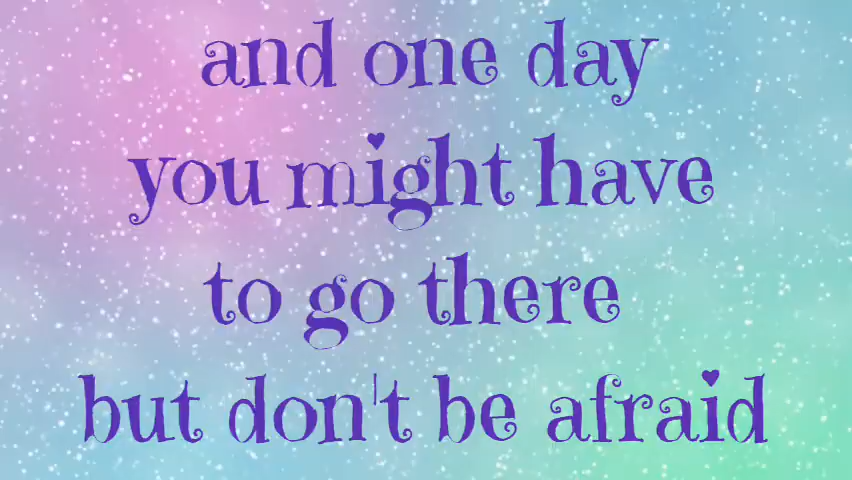 and one day
you might have
to go there
but don't be afraid